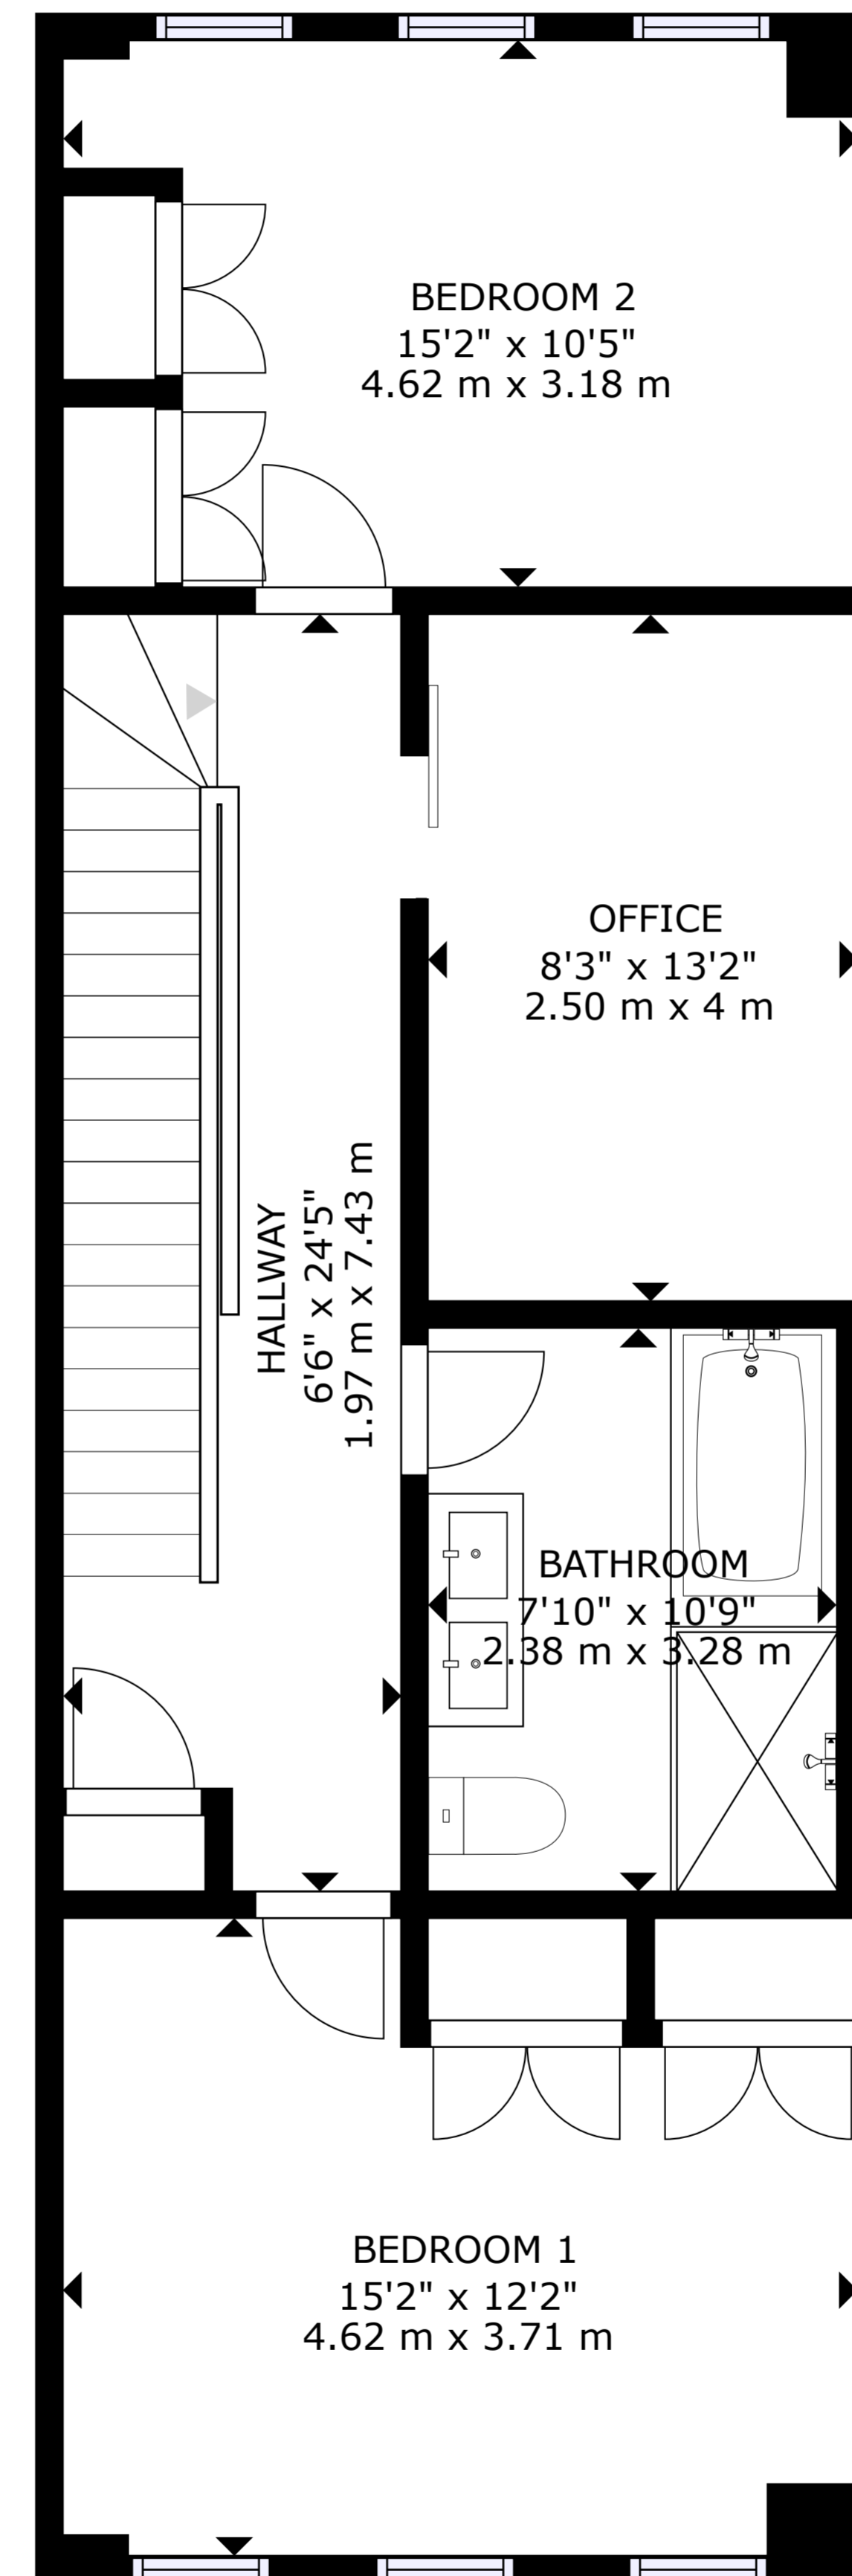 BEDROOM 2
15'2" x 10'5"
4.62 m x 3.18 m
OFFICE
8'3" x 13'2"
2.50 m x 4 m
HALLWAY
6'6" x 24'5"
1.97 m x 7.43 m
BATHROOM
7'10" x 10'9"
2.38 m x 3.28 m
BEDROOM 1
15'2" x 12'2"
4.62 m x 3.71 m